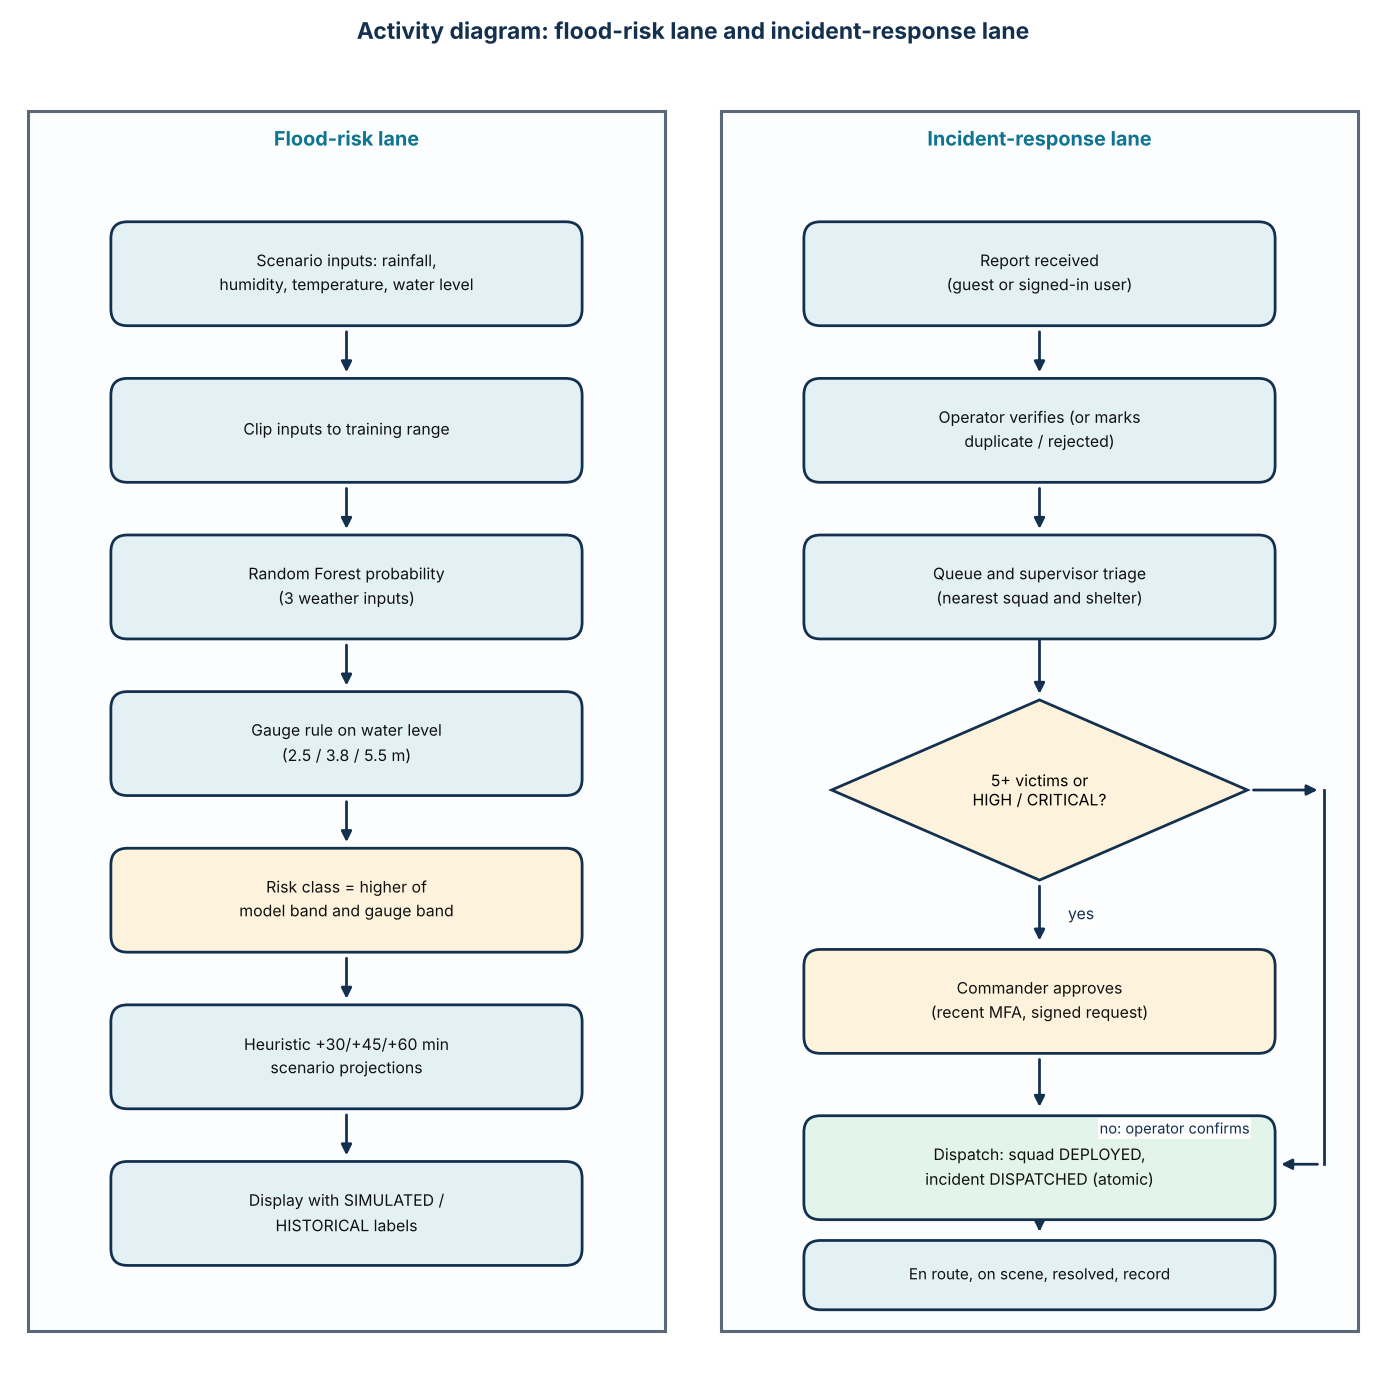 Activity diagram: flood-risk lane and incident-response lane
Flood-risk lane
Scenario inputs: rainfall,
humidity, temperature, water level
Clip inputs to training range
Random Forest probability
(3 weather inputs)
Gauge rule on water level
(2.5 / 3.8 / 5.5 m)
Risk class = higher of
model band and gauge band
Heuristic +30/+45/+60 min
scenario projections
Display with SIMULATED /
HISTORICAL labels
Incident-response lane
Report received
(guest or signed-in user)
Operator verifies (or marks
duplicate / rejected)
Queue and supervisor triage
(nearest squad and shelter)
5+ victims or
HIGH / CRITICAL?
yes
Commander approves
(recent MFA, signed request)
no: operator confirms
Dispatch: squad DEPLOYED,
incident DISPATCHED (atomic)
En route, on scene, resolved, record